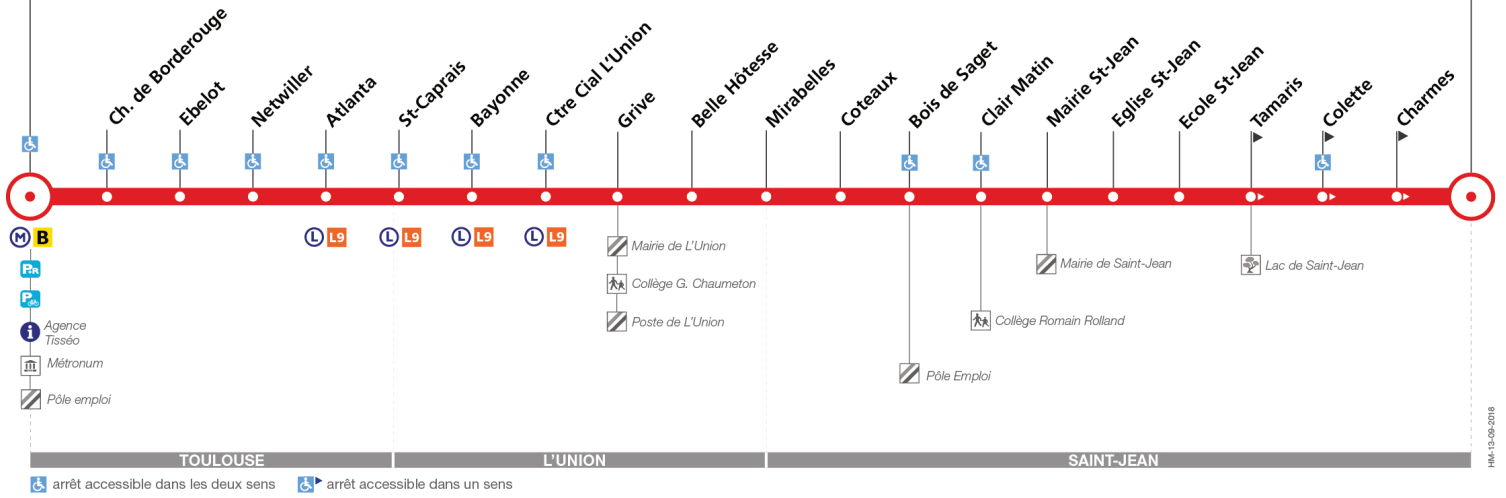 Ch. de Borderouge
Ebelot
Netwiller
Atlanta
St-Caprais
Bayonne
Ctre Cial L'Union
Grive
Belle Hôtesse
Mirabelles
Coteaux
Bois de Saget
Clair Matin
Mairie St-Jean
Eglise St-Jean
Ecole St-Jean
Tamaris
Colette
Charmes
M B
L L9
L L9
L L9
L L9
P+R
P
i Agence
Tisséo
Métronum
Pôle emploi
Mairie de L'Union
Collège G. Chaumeton
Poste de L'Union
Pôle Emploi
Collège Romain Rolland
Mairie de Saint-Jean
Lac de Saint-Jean
TOULOUSE
L'UNION
SAINT-JEAN
arrêt accessible dans les deux sens
arrêt accessible dans un sens
HM-13-09-2018